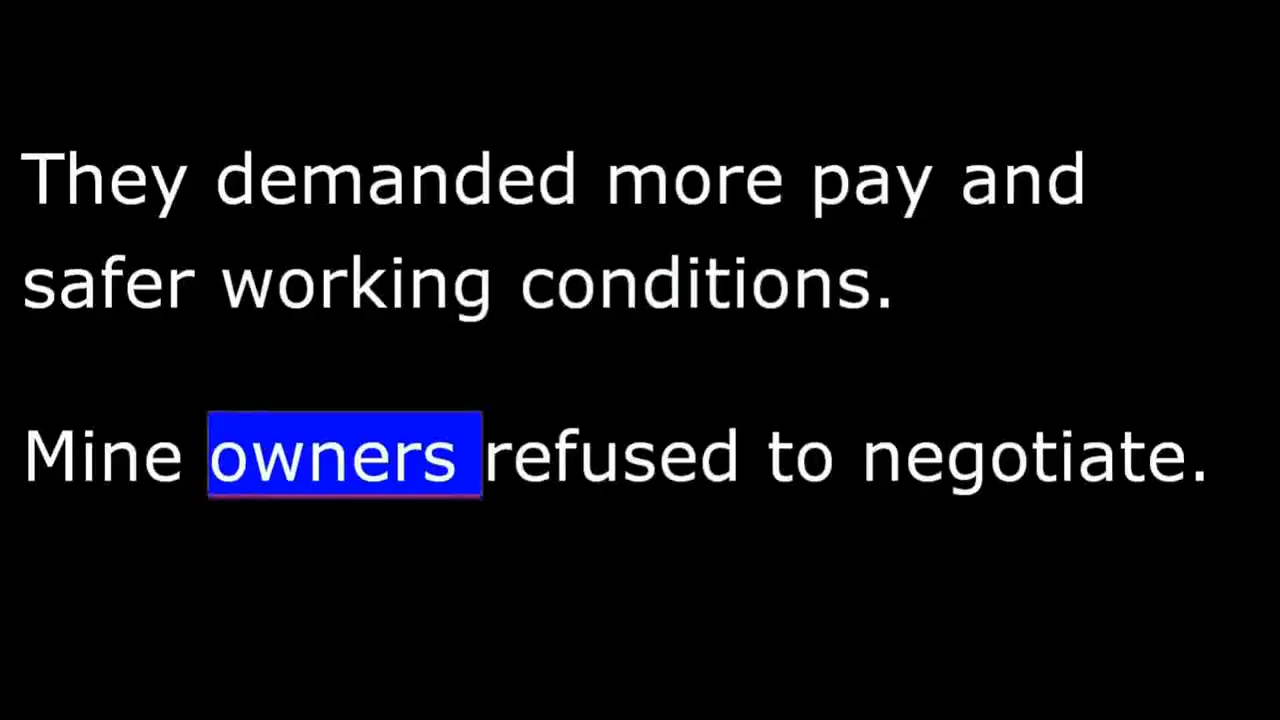 They demanded more pay and
safer working conditions.
Mine owners refused to negotiate.